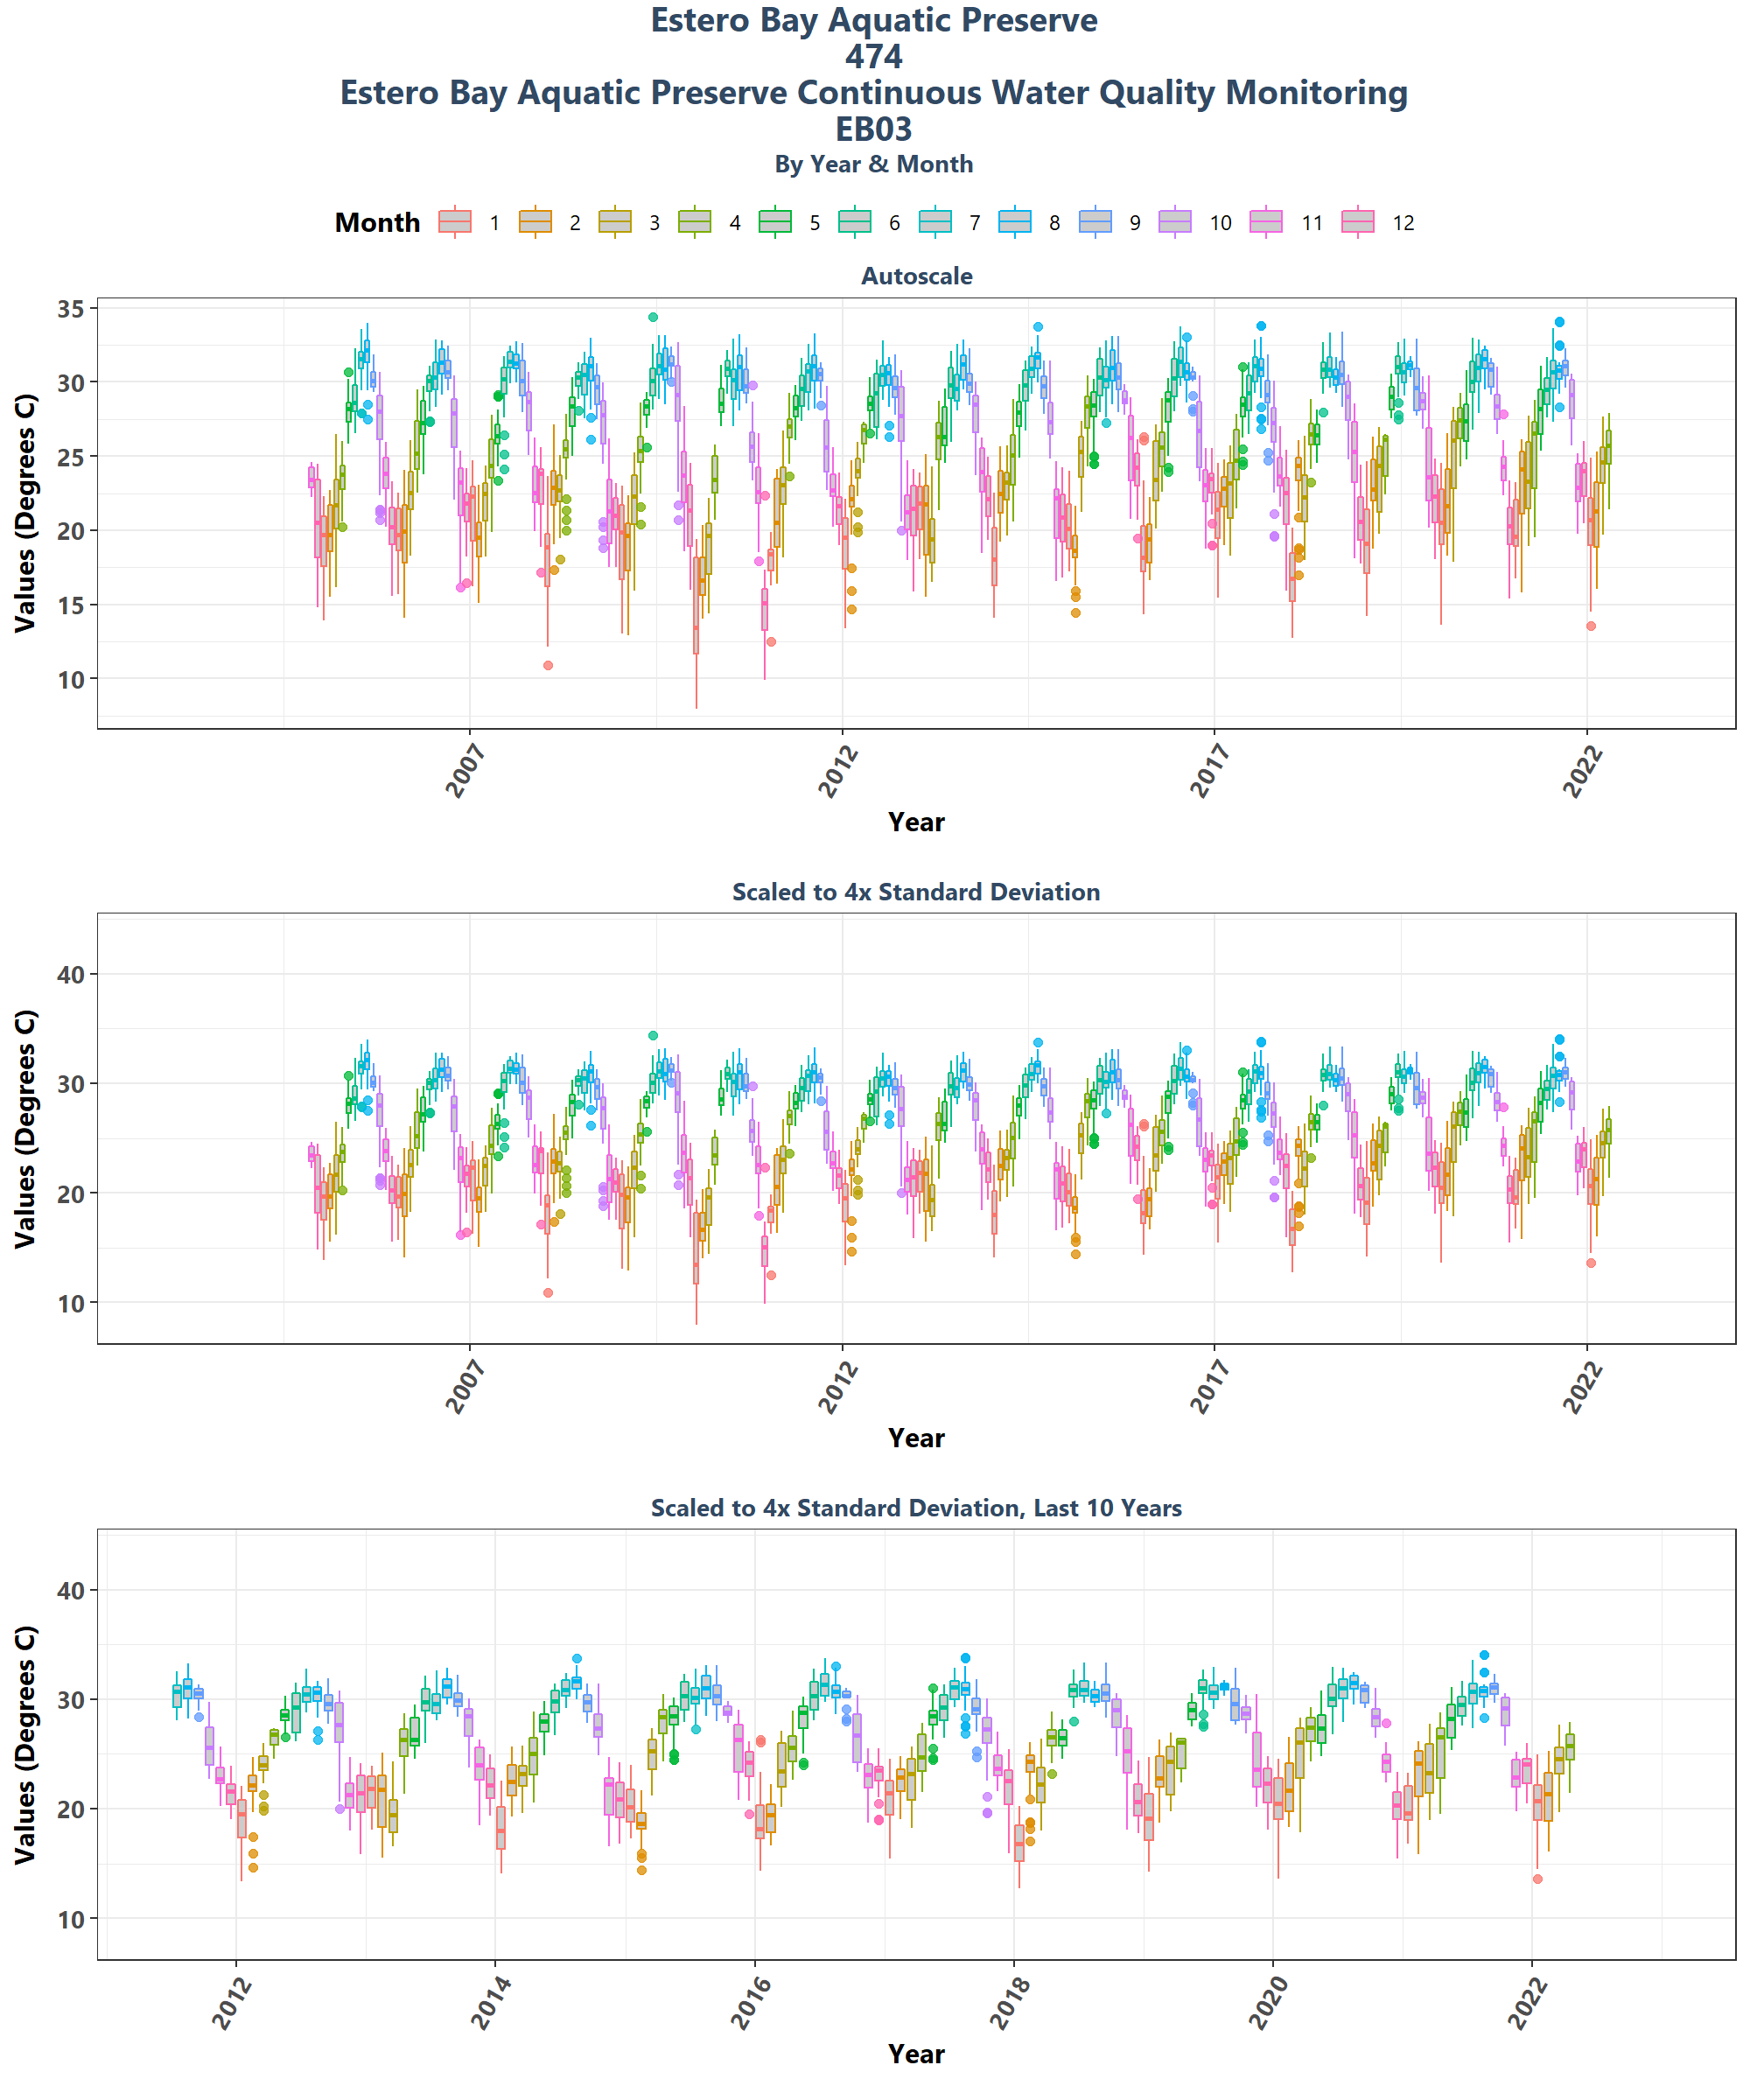 Estero Bay Aquatic Preserve
474
Estero Bay Aquatic Preserve Continuous Water Quality Monitoring
EB03
By Year & Month
Month 1 2 3 4 5 6 7 8 9 10 11 12
Autoscale
Values (Degrees C)
35
30
25
20
15
10
2007 2012 2017 2022
Year
Scaled to 4x Standard Deviation
Values (Degrees C)
40
30
20
10
2007 2012 2017 2022
Year
Scaled to 4x Standard Deviation, Last 10 Years
Values (Degrees C)
40
30
20
10
2012 2014 2016 2018 2020 2022
Year